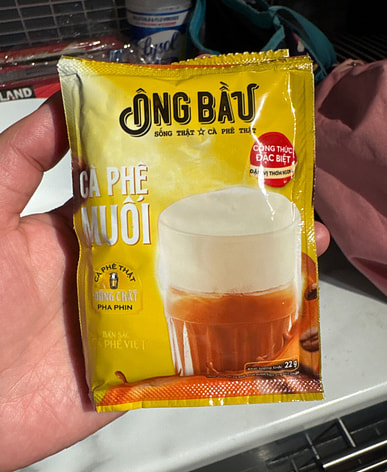 ÔNG BẦU
SỐNG THẬT ☆ CÀ PHÊ THẬT
CÔNG THỨC
ĐẶC BIỆT
CÀ PHÊ
MUỐI
CÀ PHÊ THẬT
ĐÚNG CHẤT
PHA PHIN
BẢN SẮC
CÀ PHÊ VIỆT
22g
LAND